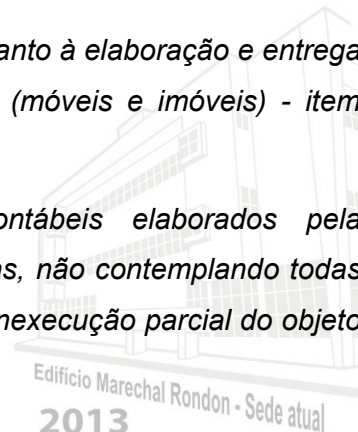 anto à elaboração e entrega
(móveis e imóveis) - item
ontábeis elaborados pela
s, não contemplando todas
nexecução parcial do objeto
Edifício Marechal Rondon - Sede atual
2013